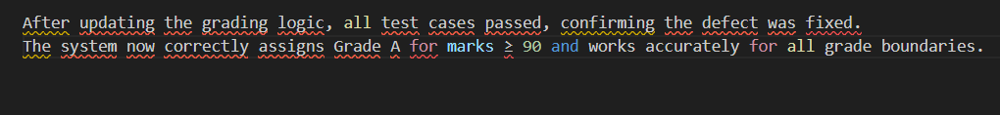 After updating the grading logic, all test cases passed, confirming the defect was fixed.
The system now correctly assigns Grade A for marks ≥ 90 and works accurately for all grade boundaries.